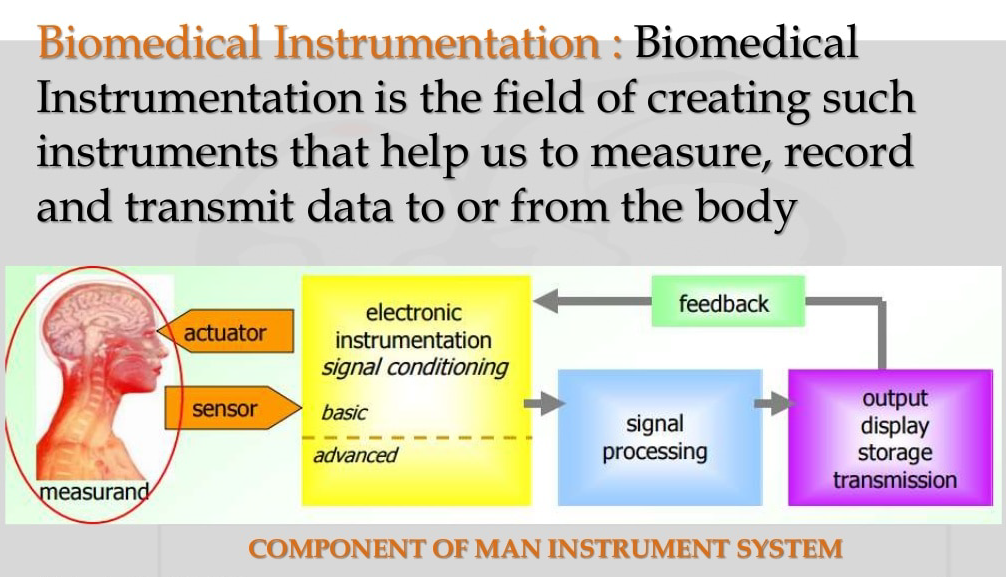 Biomedical Instrumentation : Biomedical
Instrumentation is the field of creating such
instruments that help us to measure, record
and transmit data to or from the body
measurand
actuator
sensor
electronic
instrumentation
signal conditioning
basic
advanced
feedback
signal
processing
output
display
storage
transmission
COMPONENT OF MAN INSTRUMENT SYSTEM